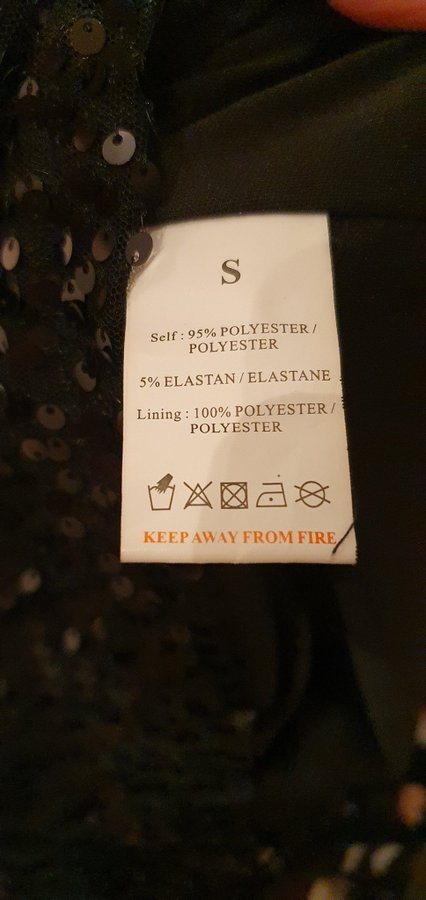 S
Self : 95% POLYESTER /
POLYESTER
5% ELASTAN / ELASTANE
Lining : 100% POLYESTER /
POLYESTER
KEEP AWAY FROM FIRE